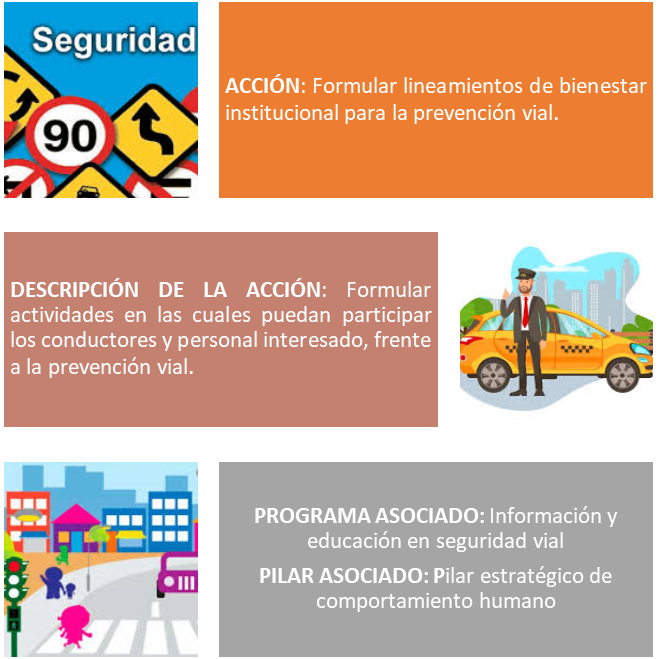 Seguridad
90
ACCIÓN: Formular lineamientos de bienestar
institucional para la prevención vial.
DESCRIPCIÓN DE LA ACCIÓN: Formular
actividades en las cuales puedan participar
los conductores y personal interesado, frente
a la prevención vial.
PROGRAMA ASOCIADO: Información y
educación en seguridad vial
PILAR ASOCIADO: Pilar estratégico de
comportamiento humano